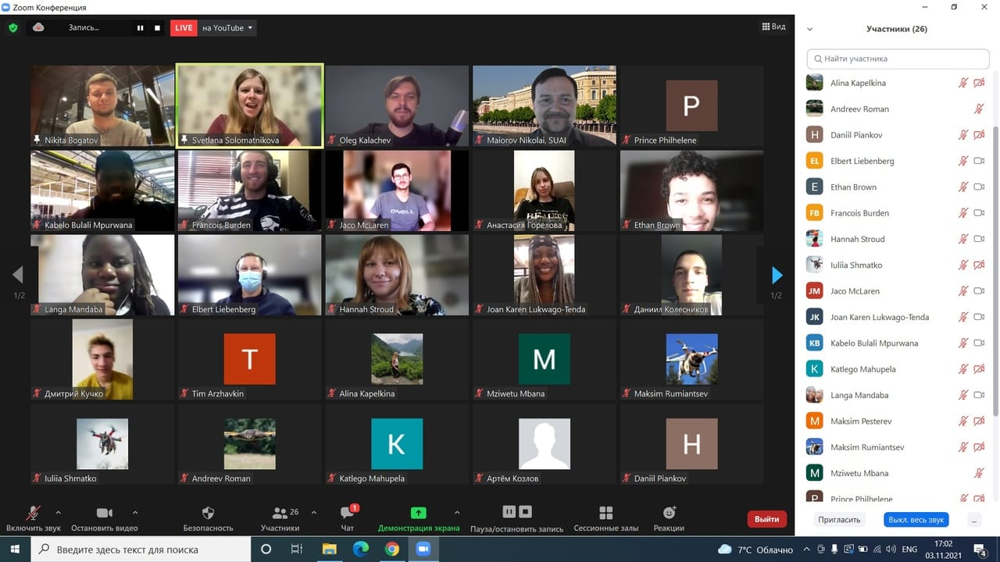 Zoom Конференция
Запись...
LIVE на YouTube
Вид
Nikita Bogatov
Svetlana Solomatnikova
Oleg Kalachev
Maiorov Nikolai, SUAI
P
Prince Philhelene
Kabelo Bulali Mpurwana
Francois Burden
ONEILL
Jaco McLaren
Анастасия Горелова
Ethan Brown
1/2
Langa Mandaba
Elbert Liebenberg
Hannah Stroud
Joan Karen Lukwago-Tenda
Даниил Колесников
1/2
Дмитрий Кучко
T
Tim Arzhavkin
Alina Kapelkina
M
Mziwetu Mbana
Maksim Rumiantsev
Iuliia Shmatko
Andreev Roman
K
Katlego Mahupela
Артём Козлов
H
Daniil Piankov
Включить звук
Остановить видео
Безопасность
26
Участники
1
Чат
Демонстрация экрана
Пауза/остановить запись
Сессионные залы
Реакции
Выйти
Участники (26)
Найти участника
Alina Kapelkina
Andreev Roman
H Daniil Piankov
EL Elbert Liebenberg
E Ethan Brown
FB Francois Burden
Hannah Stroud
Iuliia Shmatko
JM Jaco McLaren
JK Joan Karen Lukwago-Tenda
KB Kabelo Bulali Mpurwana
K Katlego Mahupela
Langa Mandaba
M Maksim Pesterev
Maksim Rumiantsev
M Mziwetu Mbana
P Prince Philhelene
Пригласить
Выкл. весь звук
...
Введите здесь текст для поиска
7°C Облачно
ENG
17:02
03.11.2021
4